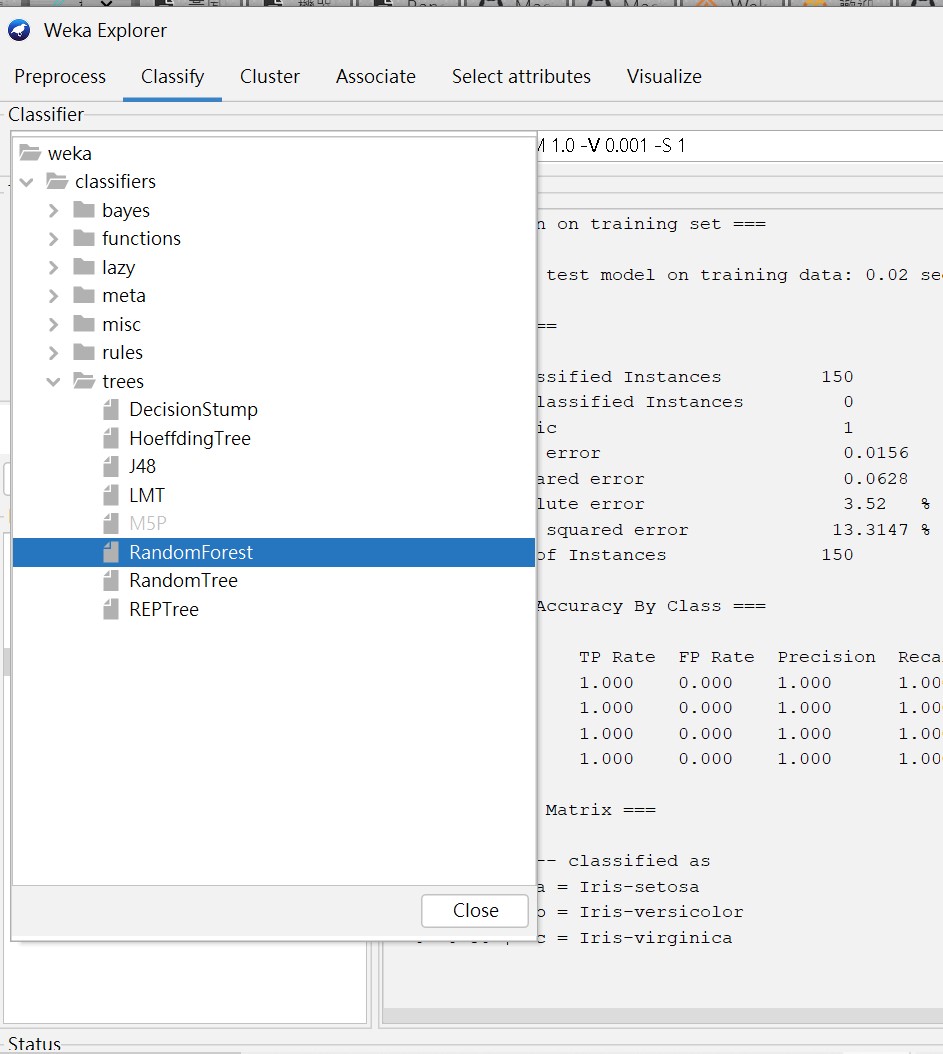 Weka Explorer
Preprocess Classify Cluster Associate Select attributes Visualize
Classifier
M 1.0 -V 0.001 -S 1
weka
classifiers
bayes
functions
lazy
meta
misc
rules
trees
DecisionStump
HoeffdingTree
J48
LMT
M5P
RandomForest
RandomTree
REPTree
Close
n on training set ===
test model on training data: 0.02 se
==
ssified Instances 150
lassified Instances 0
ic 1
error 0.0156
ared error 0.0628
lute error 3.52 %
squared error 13.3147 %
of Instances 150
Accuracy By Class ===
TP Rate FP Rate Precision Reca
1.000 0.000 1.000 1.00
1.000 0.000 1.000 1.00
1.000 0.000 1.000 1.00
1.000 0.000 1.000 1.00
Matrix ===
-- classified as
a = Iris-setosa
b = Iris-versicolor
c = Iris-virginica
Status